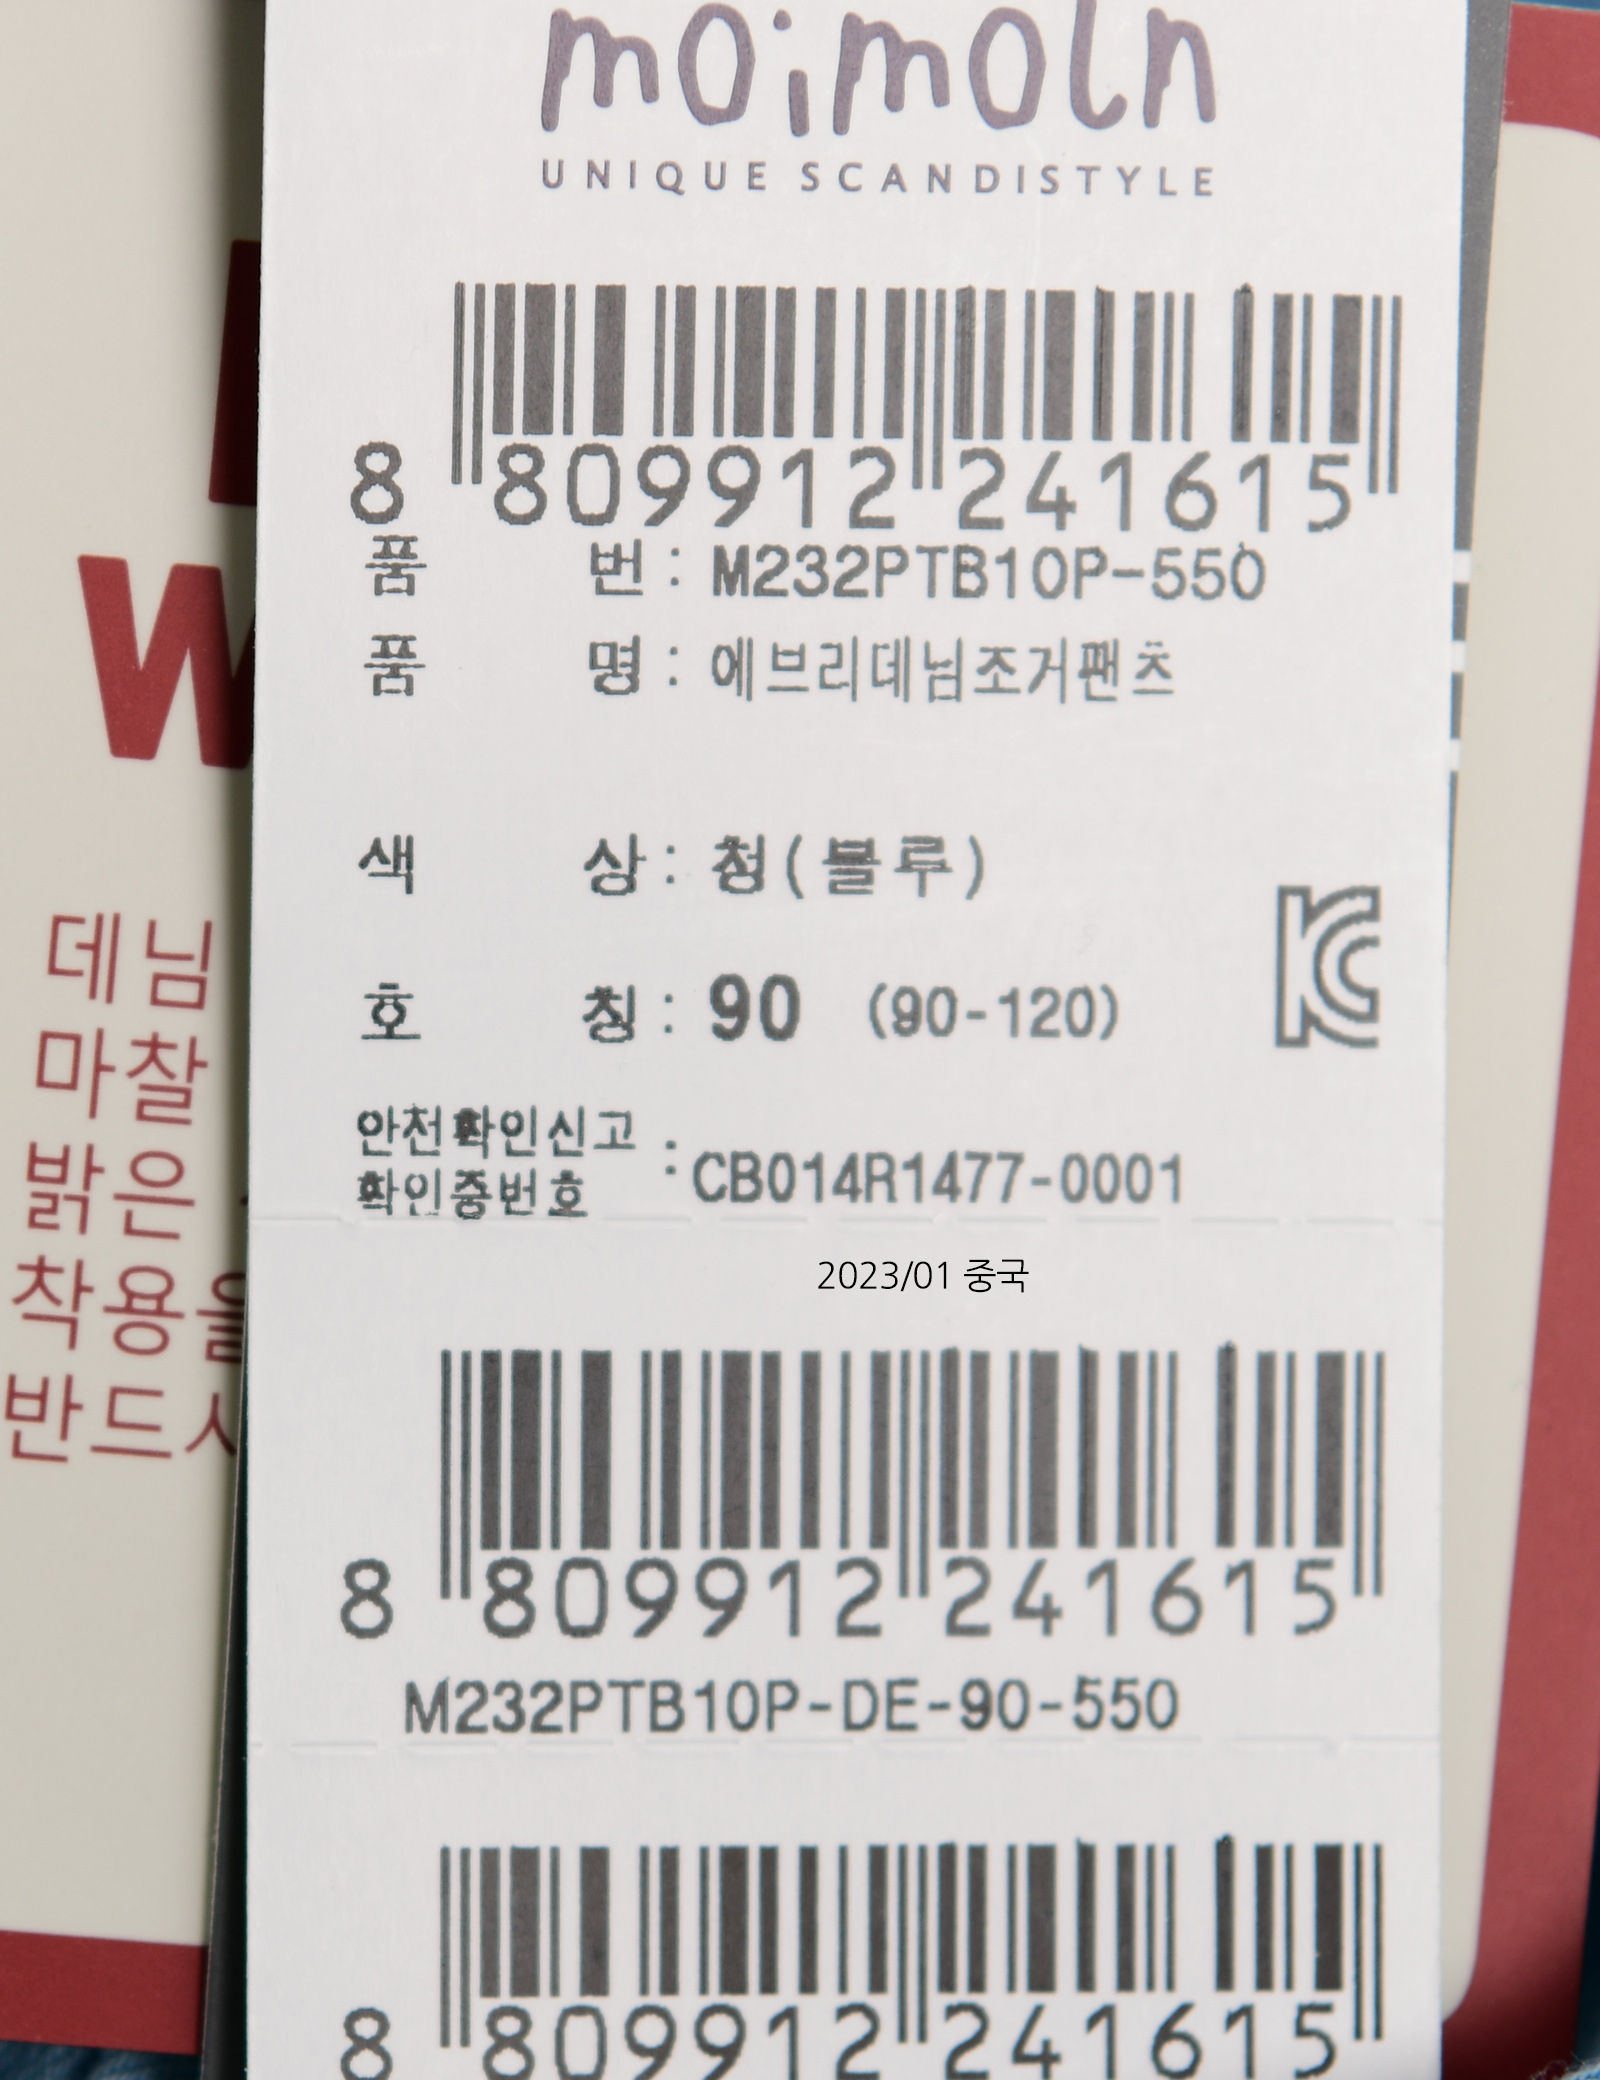 moimoln
UNIQUE SCANDISTYLE
8 809912 241615
품 번 : M232PTB10P-550
품 명 : 에브리데님조거팬츠
색 상 : 청(블루)
호 칭 : 90 (90-120)
안전확인신고
확인증번호 : CB014R1477-0001
2023/01 중국
8 809912 241615
M232PTB10P-DE-90-550
8 809912 241615
W
데님
마찰
밝은
착용을
반드시